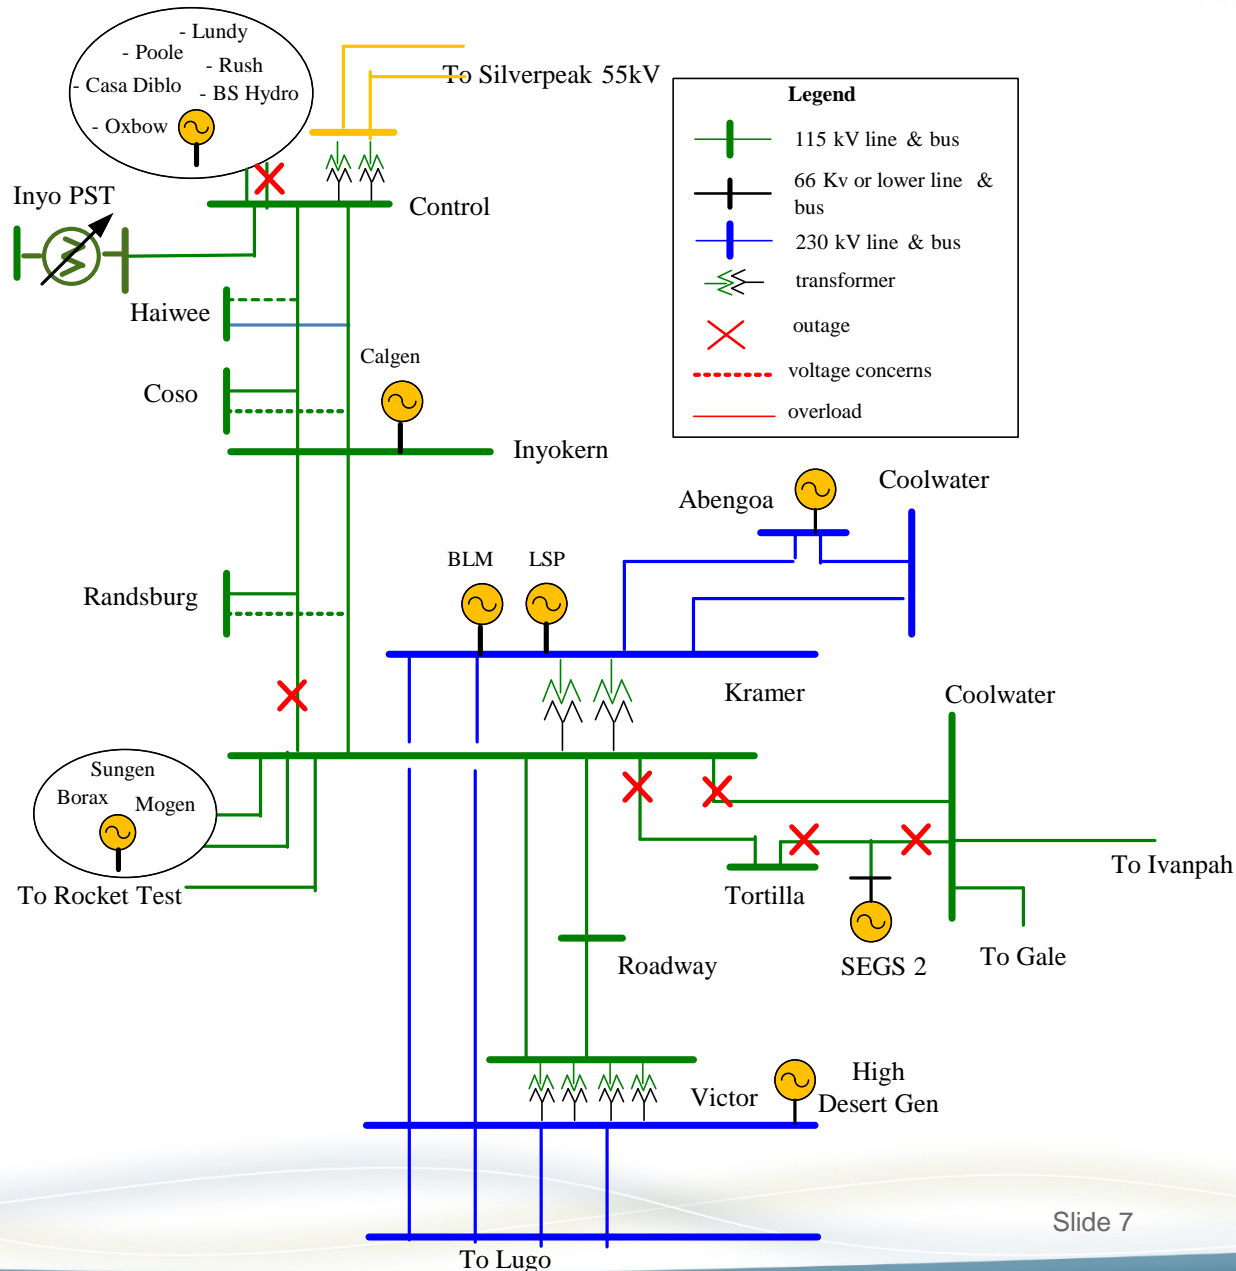 - Lundy
- Poole
- Rush
- Casa Diblo
- BS Hydro
- Oxbow
To Silverpeak 55kV
Inyo PST
Control
Legend
115 kV line & bus
66 Kv or lower line &
bus
230 kV line & bus
transformer
outage
voltage concerns
overload
Haiwee
Calgen
Coso
Inyokern
Abengoa
Coolwater
BLM
LSP
Randsburg
Kramer
Coolwater
Sungen
Borax
Mogen
To Rocket Test
Tortilla
To Ivanpah
SEGS 2
To Gale
Roadway
Victor
High
Desert Gen
To Lugo
Slide 7